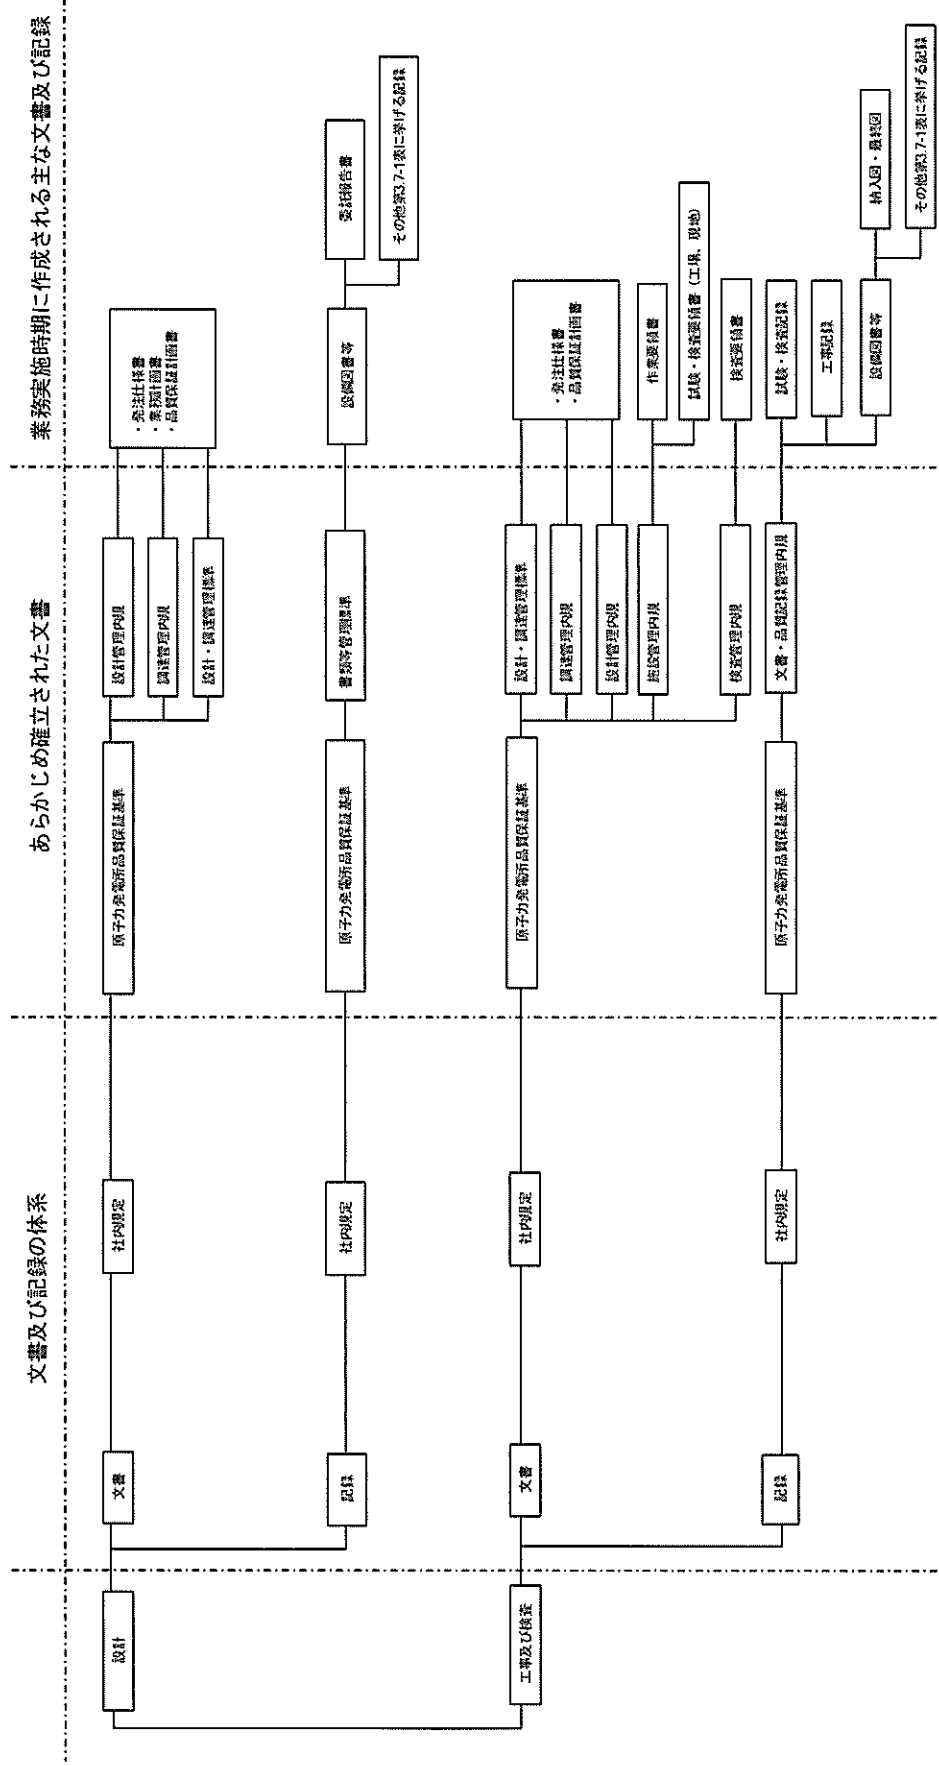 文書及び記録の体系
あらかじめ確立された文書
業務実施時期に作成される主な文書及び記録
設計
文書
社内規定
原子力発電所品質保証基準
設計管理内規
調達管理内規
設計・調達管理標準
・発注仕様書
・業務計画書
・品質保証計画書
記録
社内規定
原子力発電所品質保証基準
書類等管理標準
設備図書等
委託報告書
その他第3.7-1表に挙げる記録
工事及び検査
文書
社内規定
原子力発電所品質保証基準
設計・調達管理標準
調達管理内規
設計管理内規
・発注仕様書
・品質保証計画書
施設管理内規
作業要領書
試験・検査要領書（工場、現地）
検査管理内規
検査要領書
記録
社内規定
原子力発電所品質保証基準
文書・品質記録管理内規
試験・検査記録
工事記録
設備図書等
納入図・最終図
その他第3.7-1表に挙げる記録